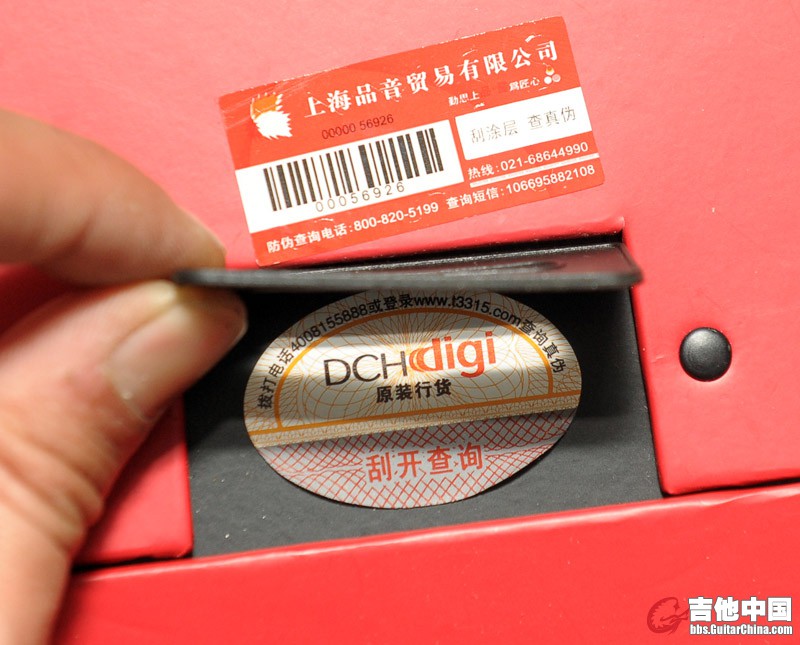 上海品音贸易有限公司
勤思上 爲匠心
00000 56926
刮涂层 查真伪
00056926
热线:021-68644990
防伪查询电话:800-820-5199 查询短信:106695882108
拨打电话4008155888或登录www.t3315.com查询真伪
DCHdigi
原装行货
刮开查询
吉他中国
bbs.GuitarChina.com